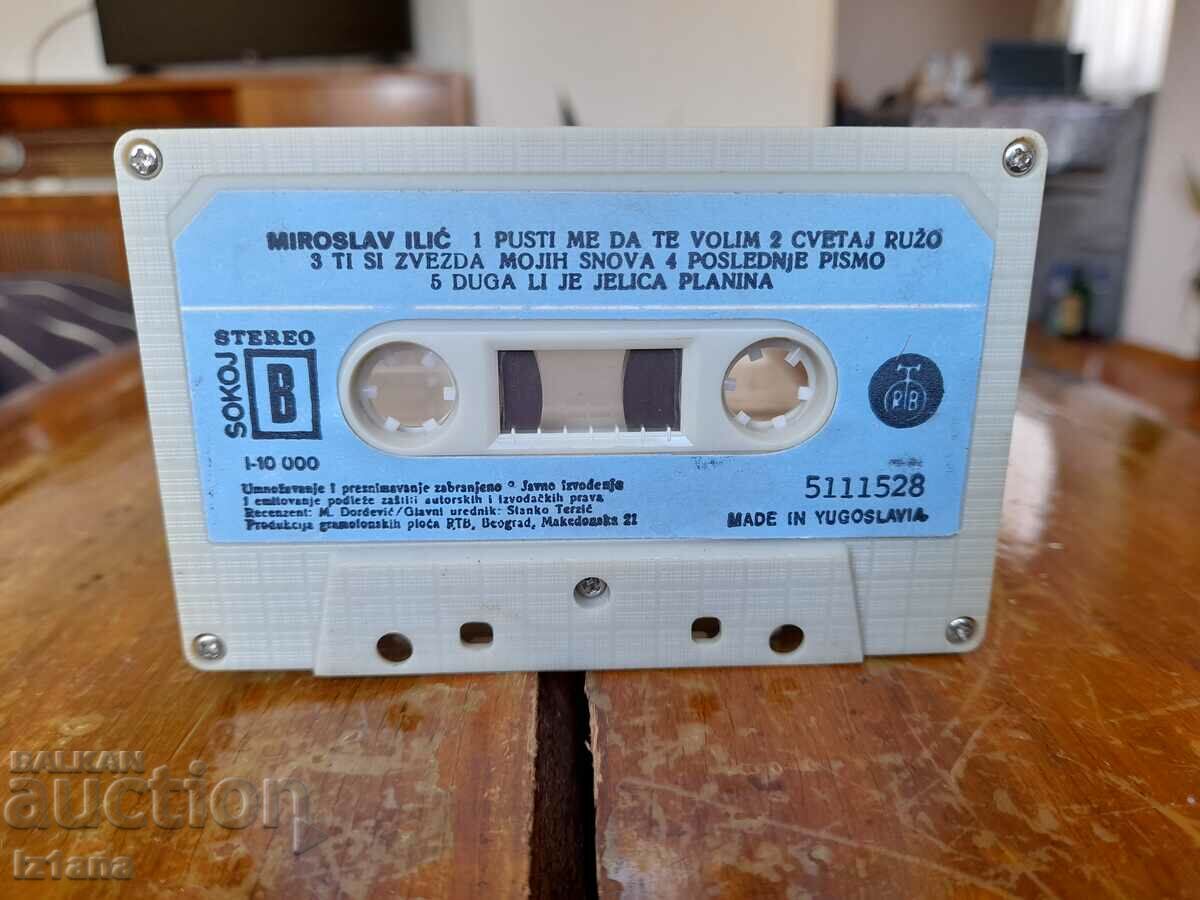 MIROSLAV ILIĆ 1 PUSTI ME DA TE VOLIM 2 CVETAJ RUŽO
3 TI SI ZVEZDA MOJIH SNOVA 4 POSLEDNJE PISMO
5 DUGA LI JE JELICA PLANINA
STEREO
SOKOJ
B
RTB
I-10 000
Umnožavanje i preznimavanje zabranjeno • Javno izvođenje
i emitovanje podleže zaštiti autorskih i izvođačkih prava
Recenzent: M. Đorđević/Glavni urednik: Stanko Terzić
Produkcija gramofonskih ploča RTB, Beograd, Makedonska 21
5111528
MADE IN YUGOSLAVIA
BALKAN
auction
Iz1ana